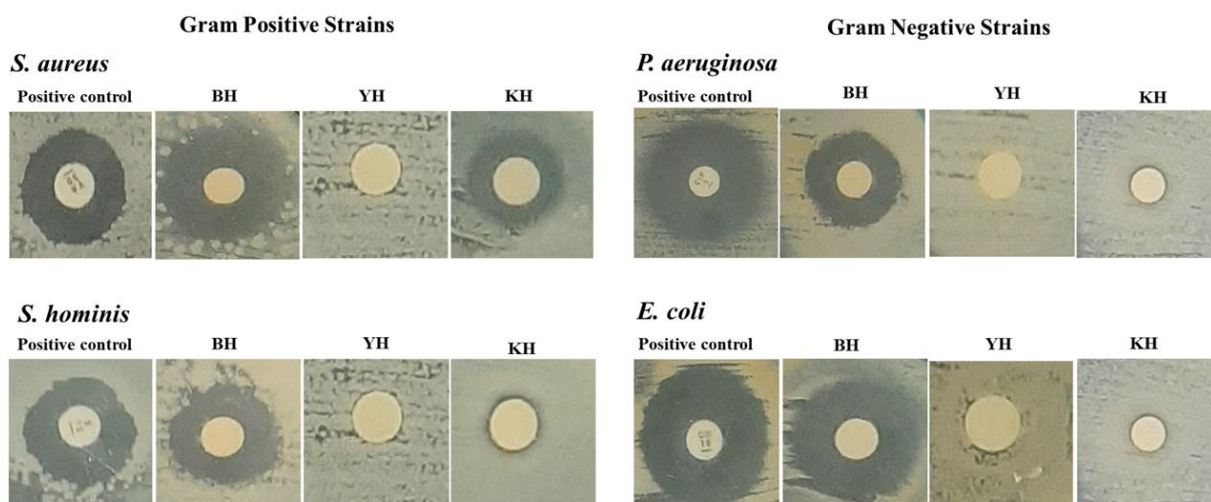 Gram Positive Strains
Gram Negative Strains
S. aureus
Positive control BH YH KH
P. aeruginosa
Positive control BH YH KH
S. hominis
Positive control BH YH KH
E. coli
Positive control BH YH KH